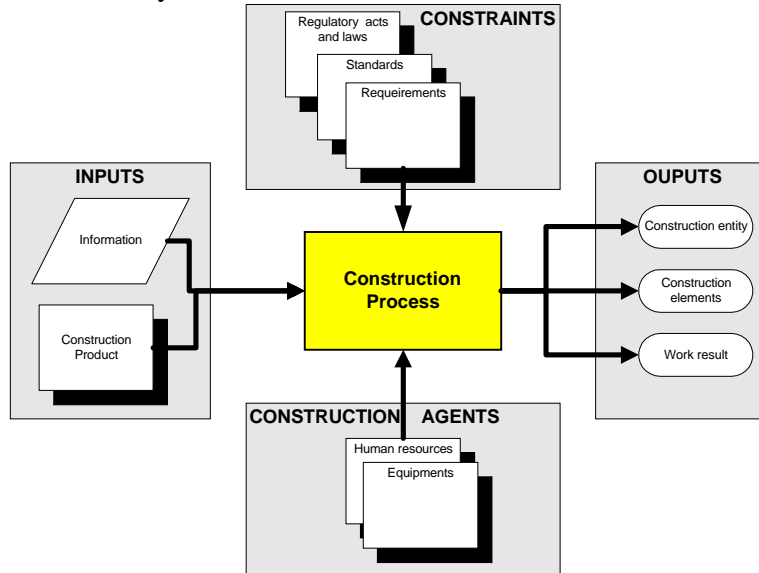 CONSTRAINTS
Regulatory acts
and laws
Standards
Requeirements
INPUTS
Information
Construction
Product
Construction
Process
OUPUTS
Construction entity
Construction
elements
Work result
CONSTRUCTION AGENTS
Human resources
Equipments